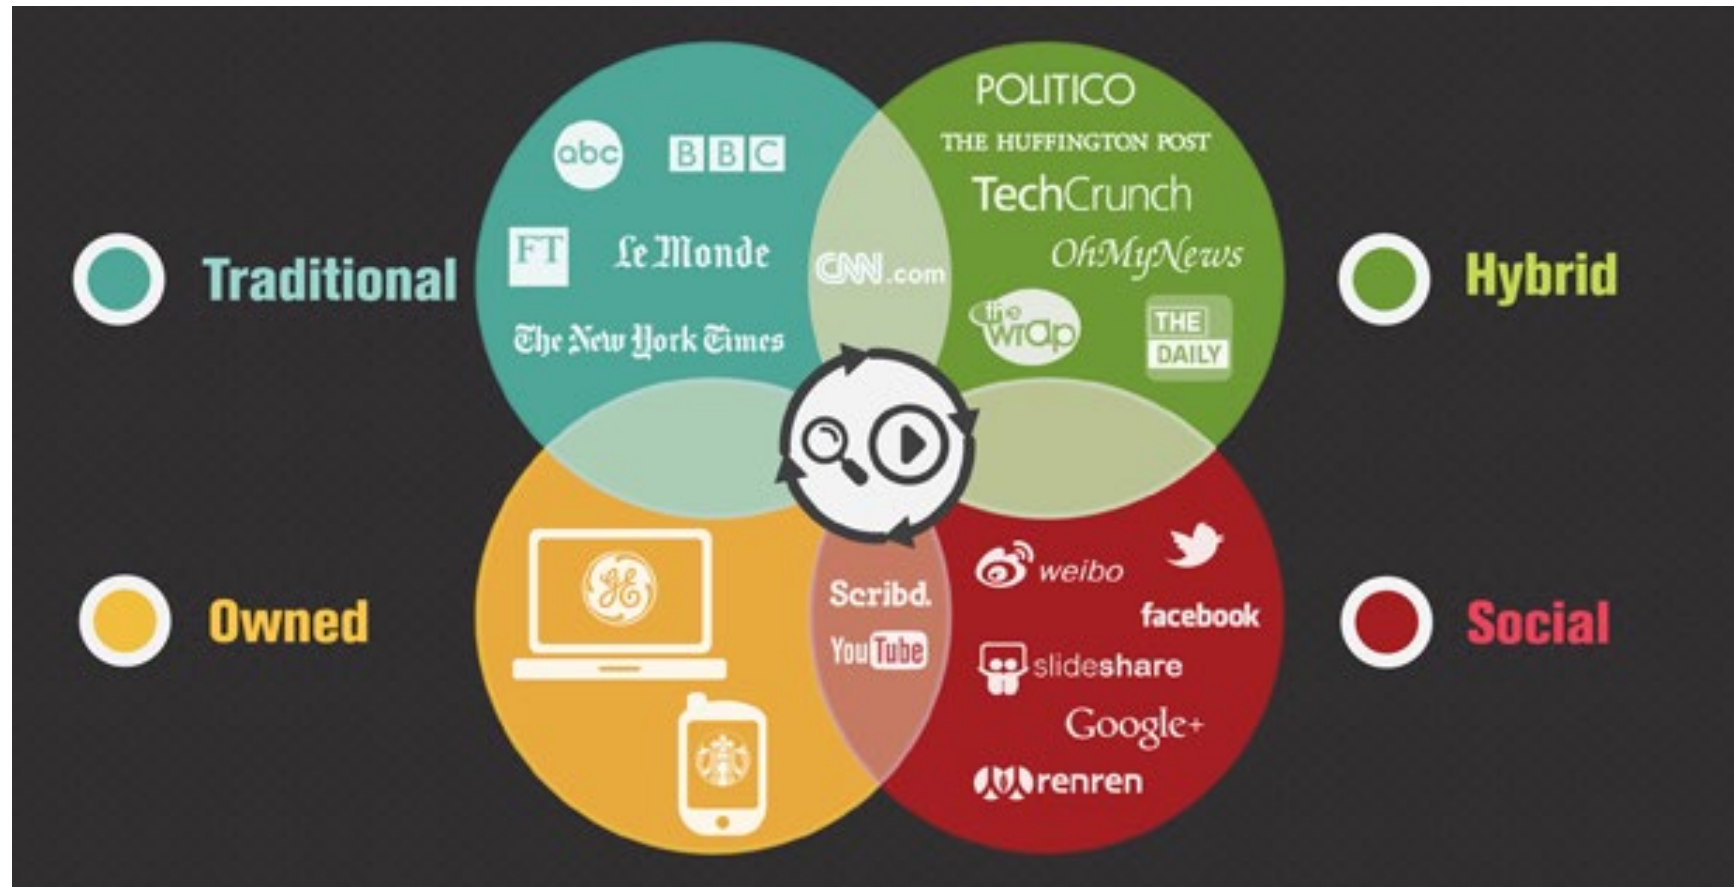 abc
BBC
FT
Le Monde
The New York Times
CNN.com
POLITICO
THE HUFFINGTON POST
TechCrunch
OhMyNews
the wrap
THE DAILY
Traditional
Hybrid
GE
Owned
Scribd.
YouTube
weibo
facebook
slideshare
Google+
renren
Social